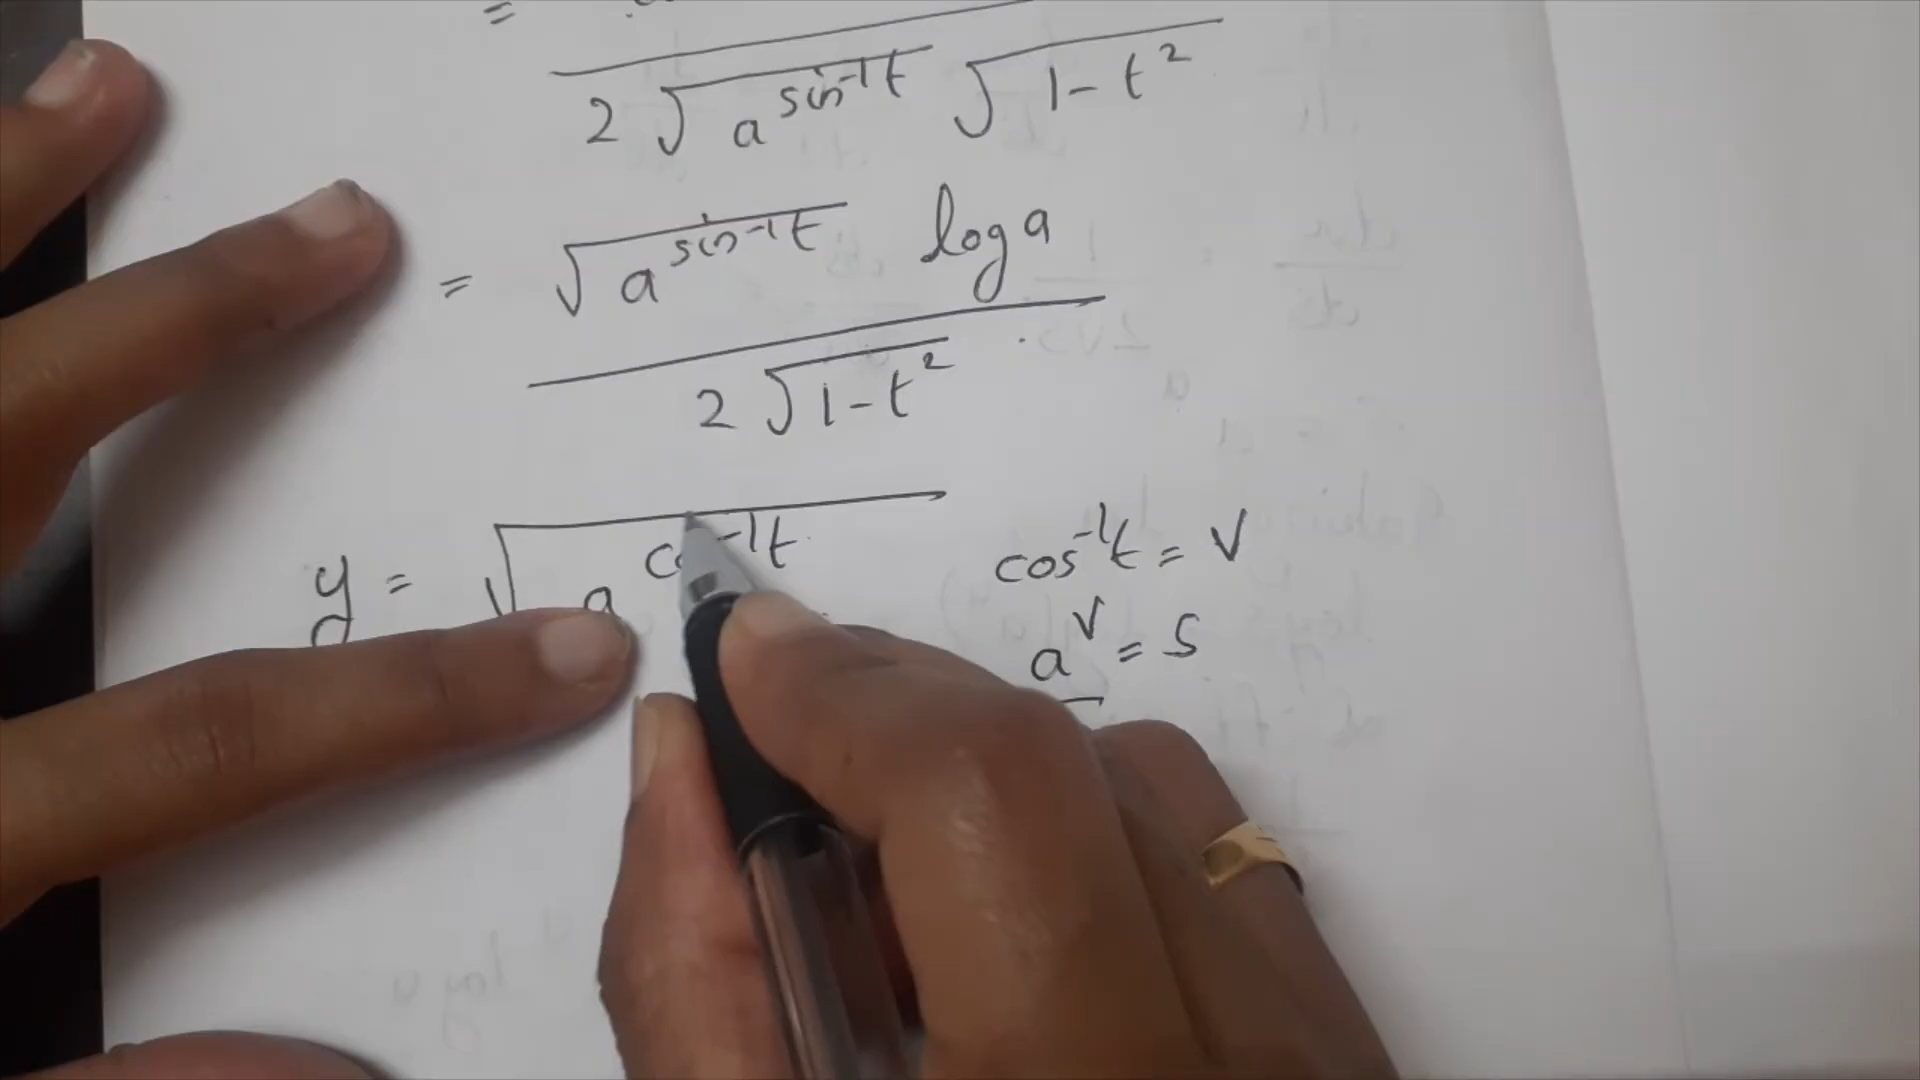 =
2 √(a^(sin⁻¹t)) √(1-t²)
= √(a^(sin⁻¹t)) log a
2 √(1-t²)
y = √(a^(cos⁻¹t)) cos⁻¹t = v
a^v = s